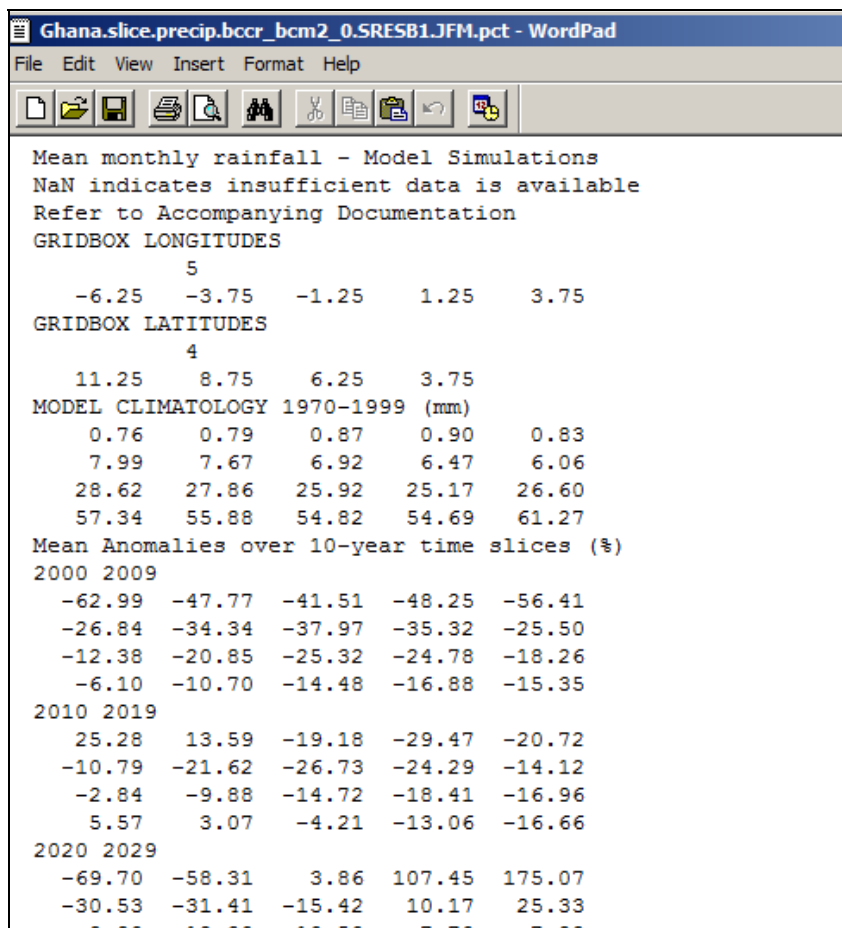 Ghana.slice.precip.bccr_bcm2_0.SRESB1.JFM.pct - WordPad
File Edit View Insert Format Help
Mean monthly rainfall - Model Simulations
NaN indicates insufficient data is available
Refer to Accompanying Documentation
GRIDBOX LONGITUDES
5
-6.25 -3.75 -1.25 1.25 3.75
GRIDBOX LATITUDES
4
11.25 8.75 6.25 3.75
MODEL CLIMATOLOGY 1970-1999 (mm)
0.76 0.79 0.87 0.90 0.83
7.99 7.67 6.92 6.47 6.06
28.62 27.86 25.92 25.17 26.60
57.34 55.88 54.82 54.69 61.27
Mean Anomalies over 10-year time slices (%)
2000 2009
-62.99 -47.77 -41.51 -48.25 -56.41
-26.84 -34.34 -37.97 -35.32 -25.50
-12.38 -20.85 -25.32 -24.78 -18.26
-6.10 -10.70 -14.48 -16.88 -15.35
2010 2019
25.28 13.59 -19.18 -29.47 -20.72
-10.79 -21.62 -26.73 -24.29 -14.12
-2.84 -9.88 -14.72 -18.41 -16.96
5.57 3.07 -4.21 -13.06 -16.66
2020 2029
-69.70 -58.31 3.86 107.45 175.07
-30.53 -31.41 -15.42 10.17 25.33